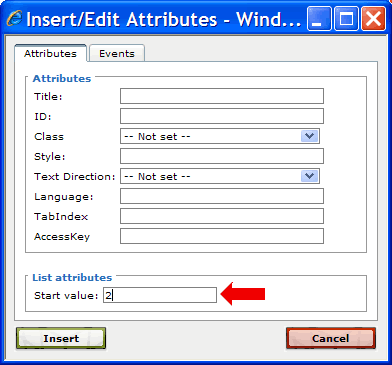 Insert/Edit Attributes - Wind...
Attributes Events
Attributes
Title:
ID:
Class -- Not set --
Style:
Text Direction: -- Not set --
Language:
TabIndex
AccessKey
List attributes
Start value: 2
Insert Cancel